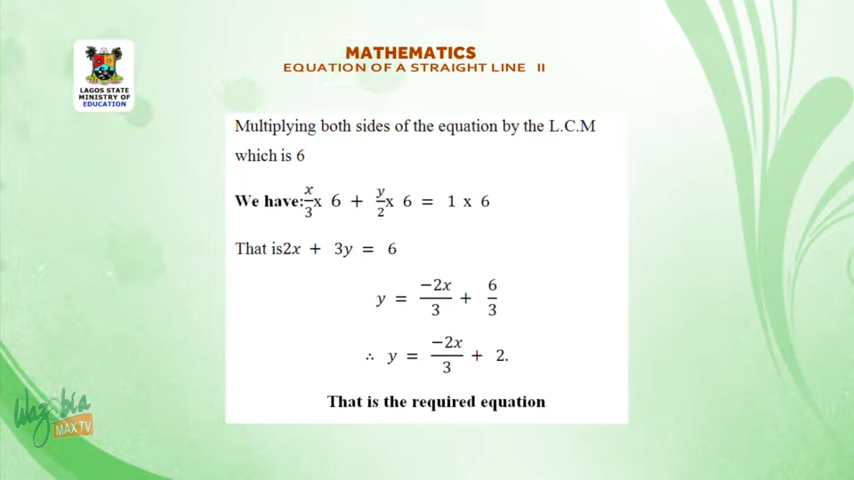 MATHEMATICS
EQUATION OF A STRAIGHT LINE II
LAGOS STATE
MINISTRY OF
EDUCATION
Multiplying both sides of the equation by the L.C.M
which is 6
We have: x/3 x 6 + y/2 x 6 = 1 x 6
That is2x + 3y = 6
y = −2x/3 + 6/3
∴ y = −2x/3 + 2.
That is the required equation
Wazobia
MAX TV